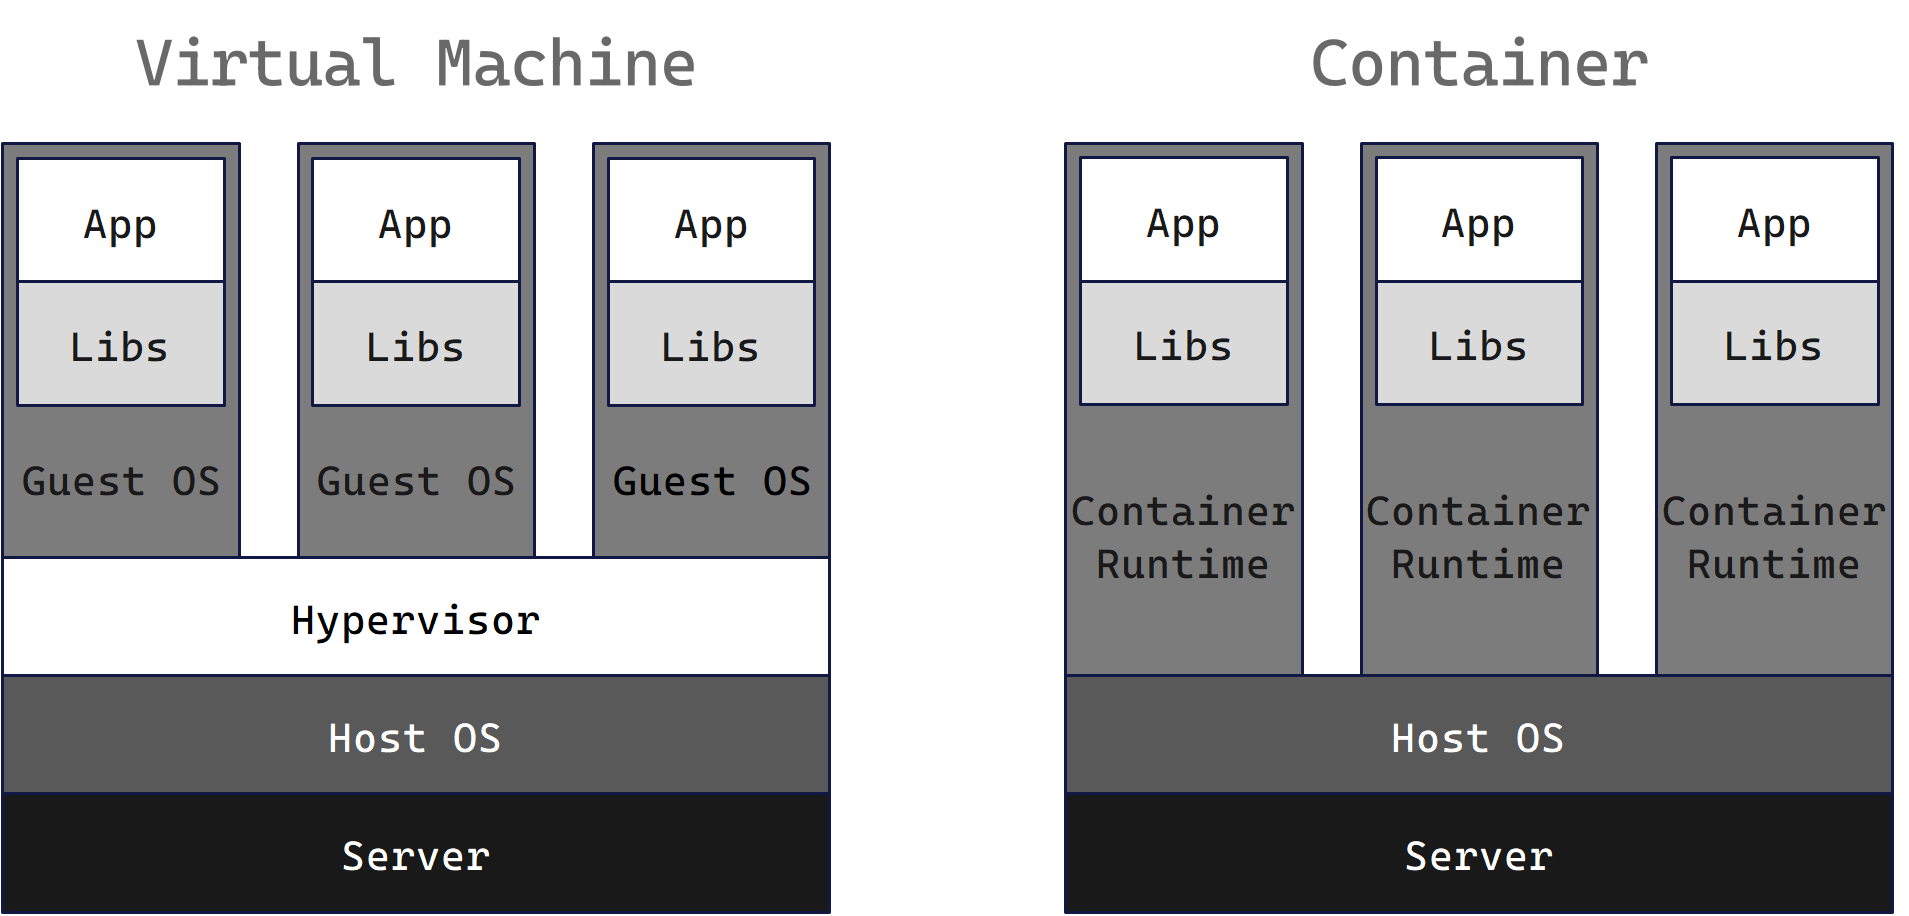 Virtual Machine
App
App
App
Libs
Libs
Libs
Guest OS
Guest OS
Guest OS
Hypervisor
Host OS
Server
Container
App
App
App
Libs
Libs
Libs
Container
Runtime
Container
Runtime
Container
Runtime
Host OS
Server